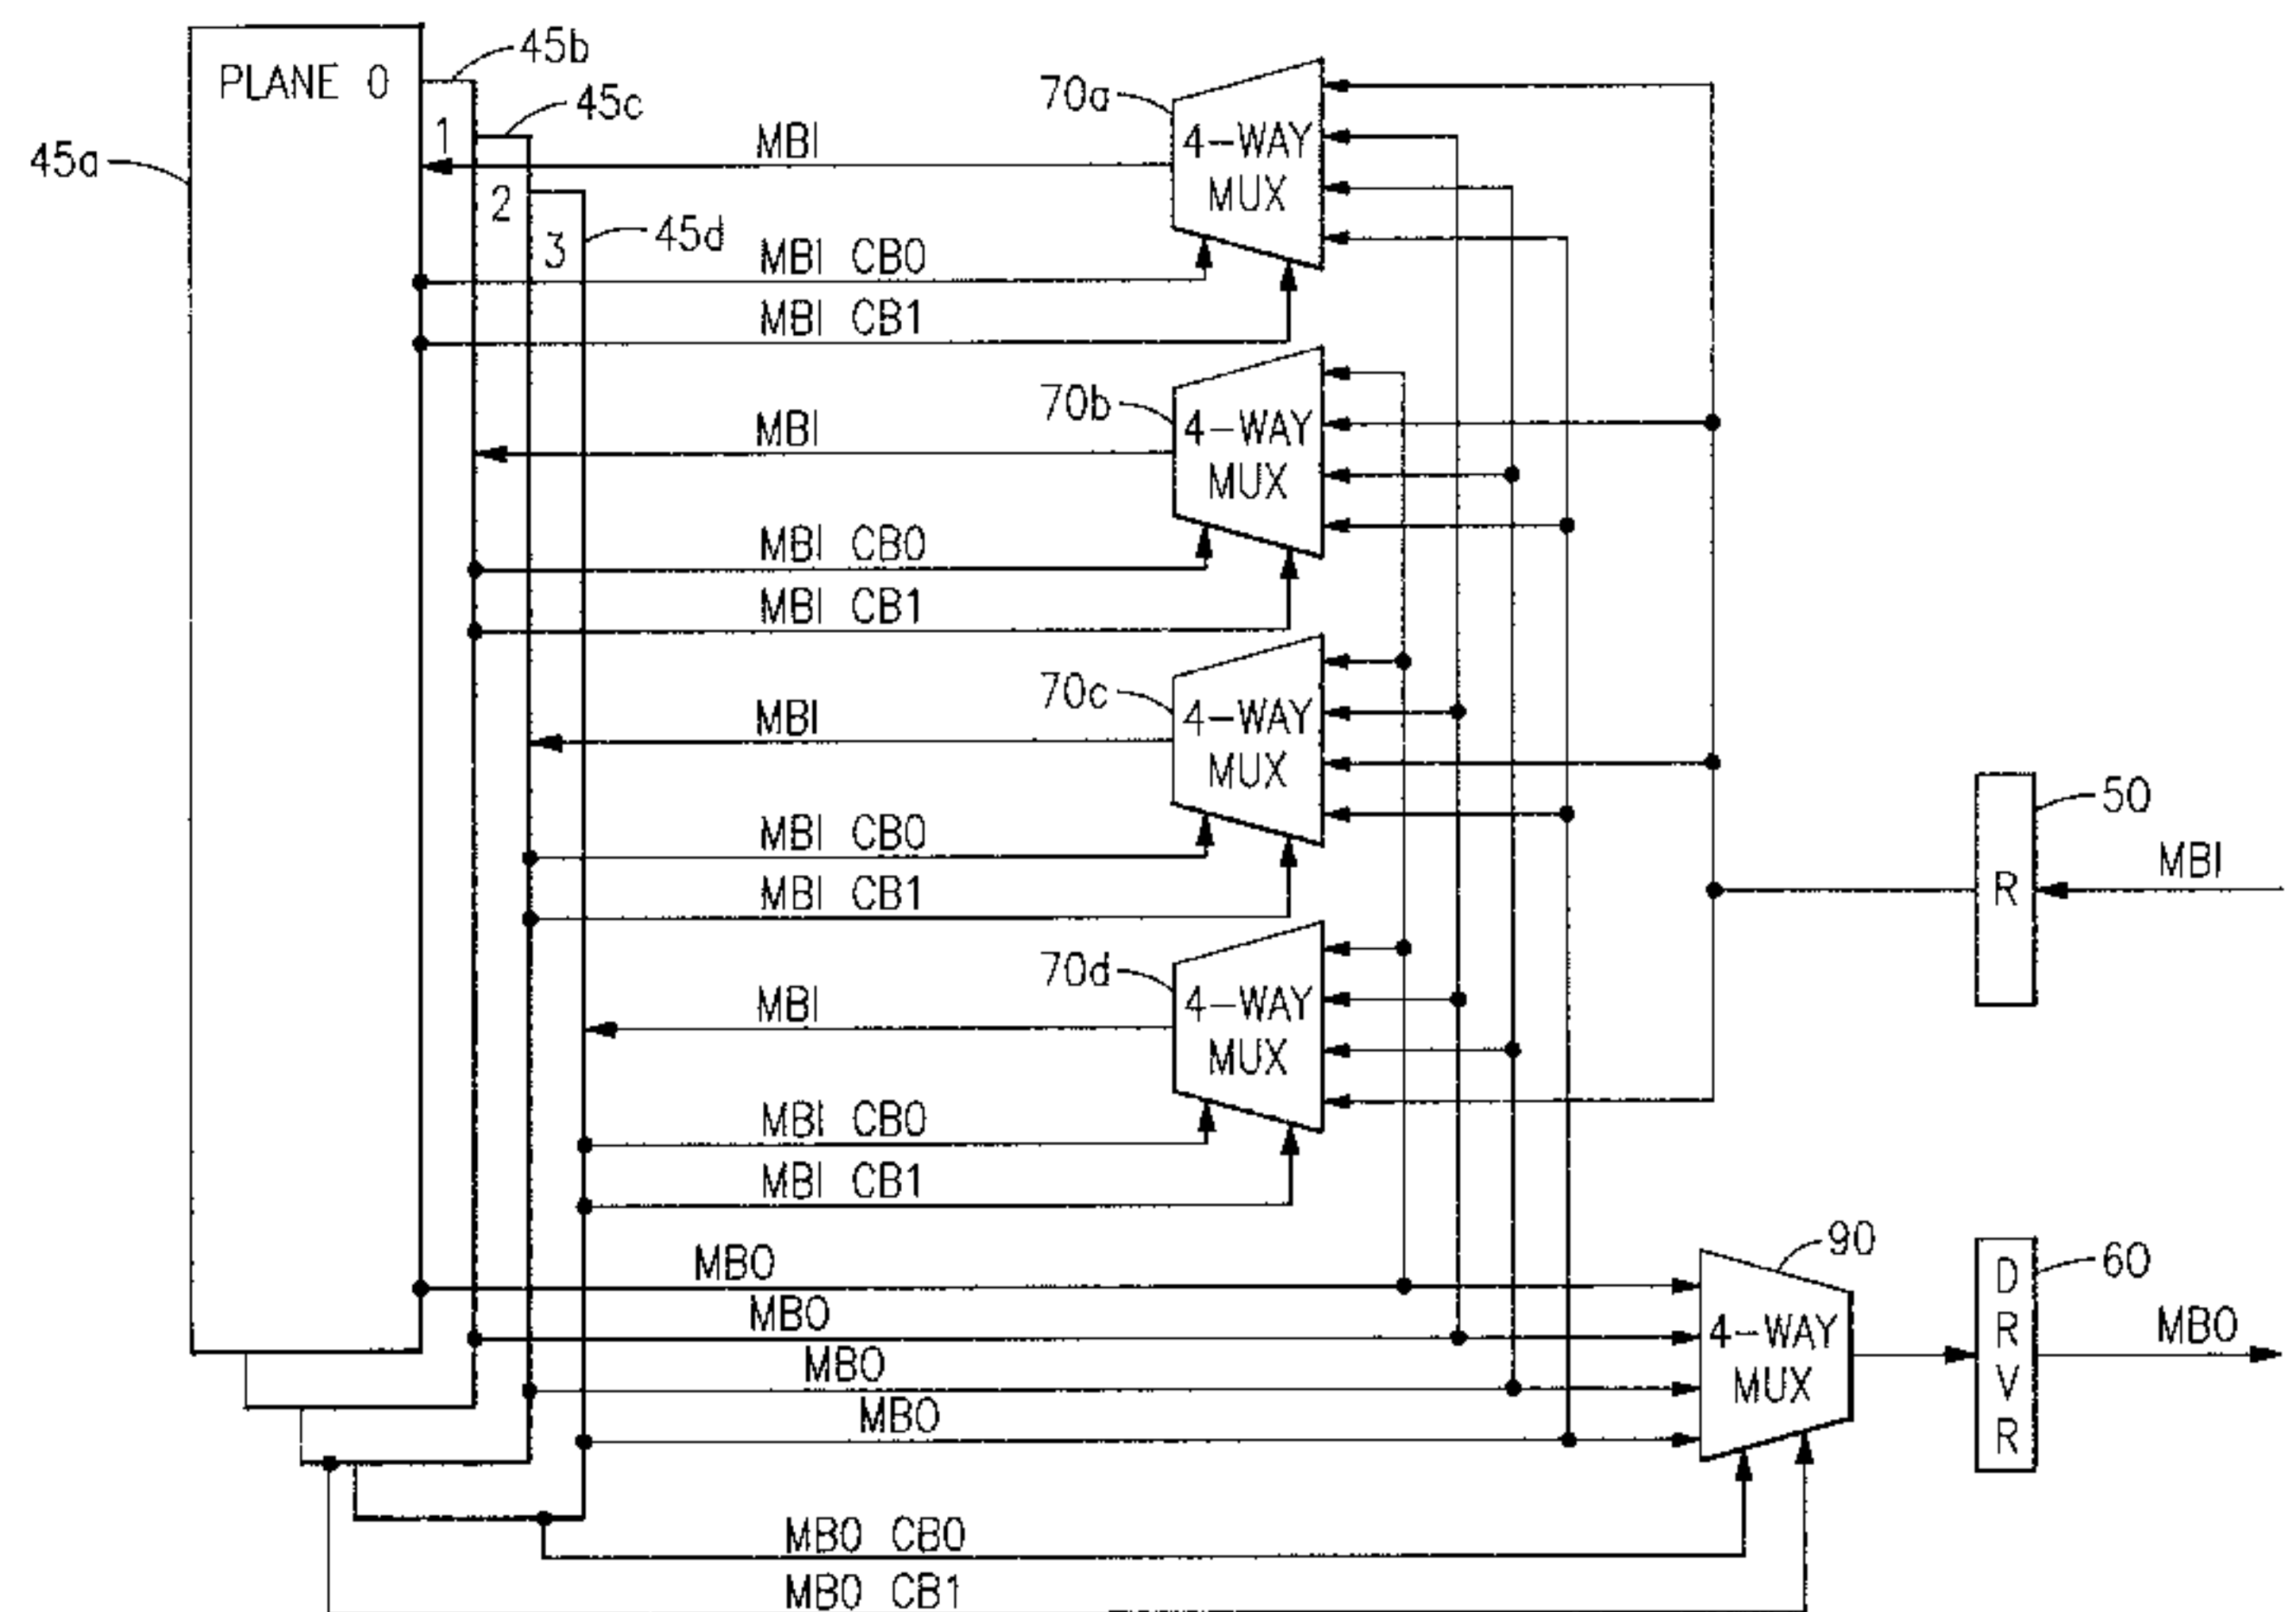 45b
PLANE 0
45c
70a
1
4-WAY
MUX
MBI
45a
2
45d
3
MBI CB0
MBI CB1
70b
4-WAY
MUX
MBI
MBI CB0
MBI CB1
70c
4-WAY
MUX
MBI
50
MBI CB0
MBI
R
MBI CB1
70d
4-WAY
MUX
MBI
MBI CB0
MBI CB1
90
60
MBO
D
R
V
R
MBO
4-WAY
MUX
MBO
MBO
MBO
MBO CB0
MBO CB1